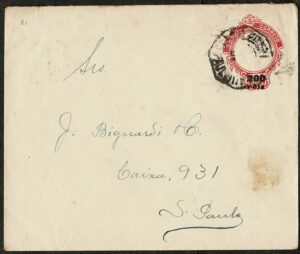 200
Srs.
J. Bignardi & C.
Caixa, 931
S. Paulo